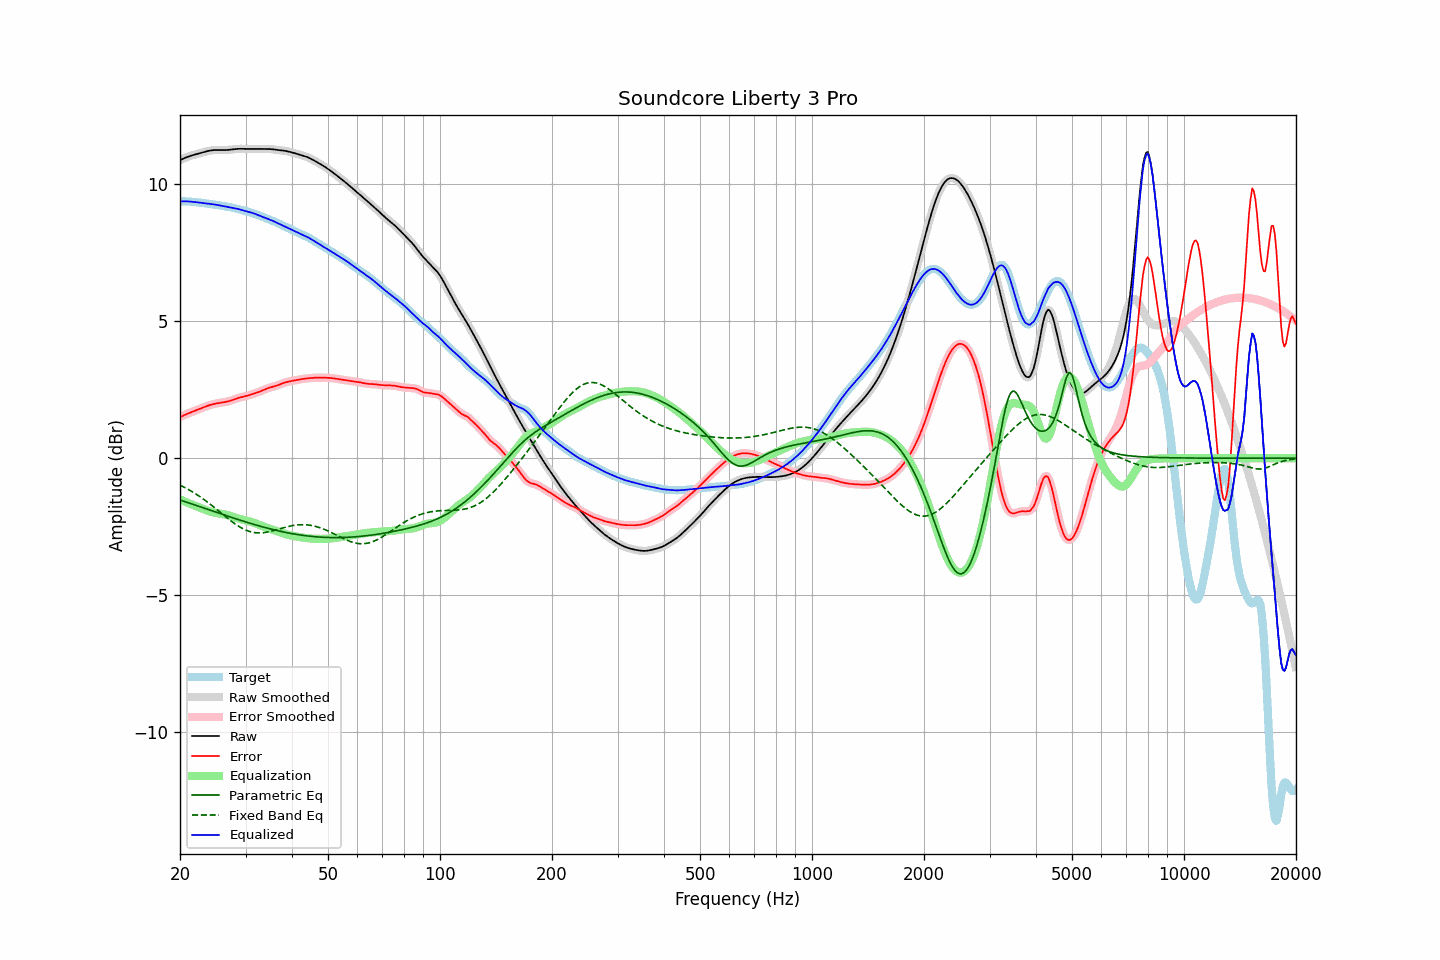 Soundcore Liberty 3 Pro
Amplitude (dBr)
10
5
0
−5
−10
Target
Raw Smoothed
Error Smoothed
Raw
Error
Equalization
Parametric Eq
Fixed Band Eq
Equalized
20 50 100 200 500 1000 2000 5000 10000 20000
Frequency (Hz)